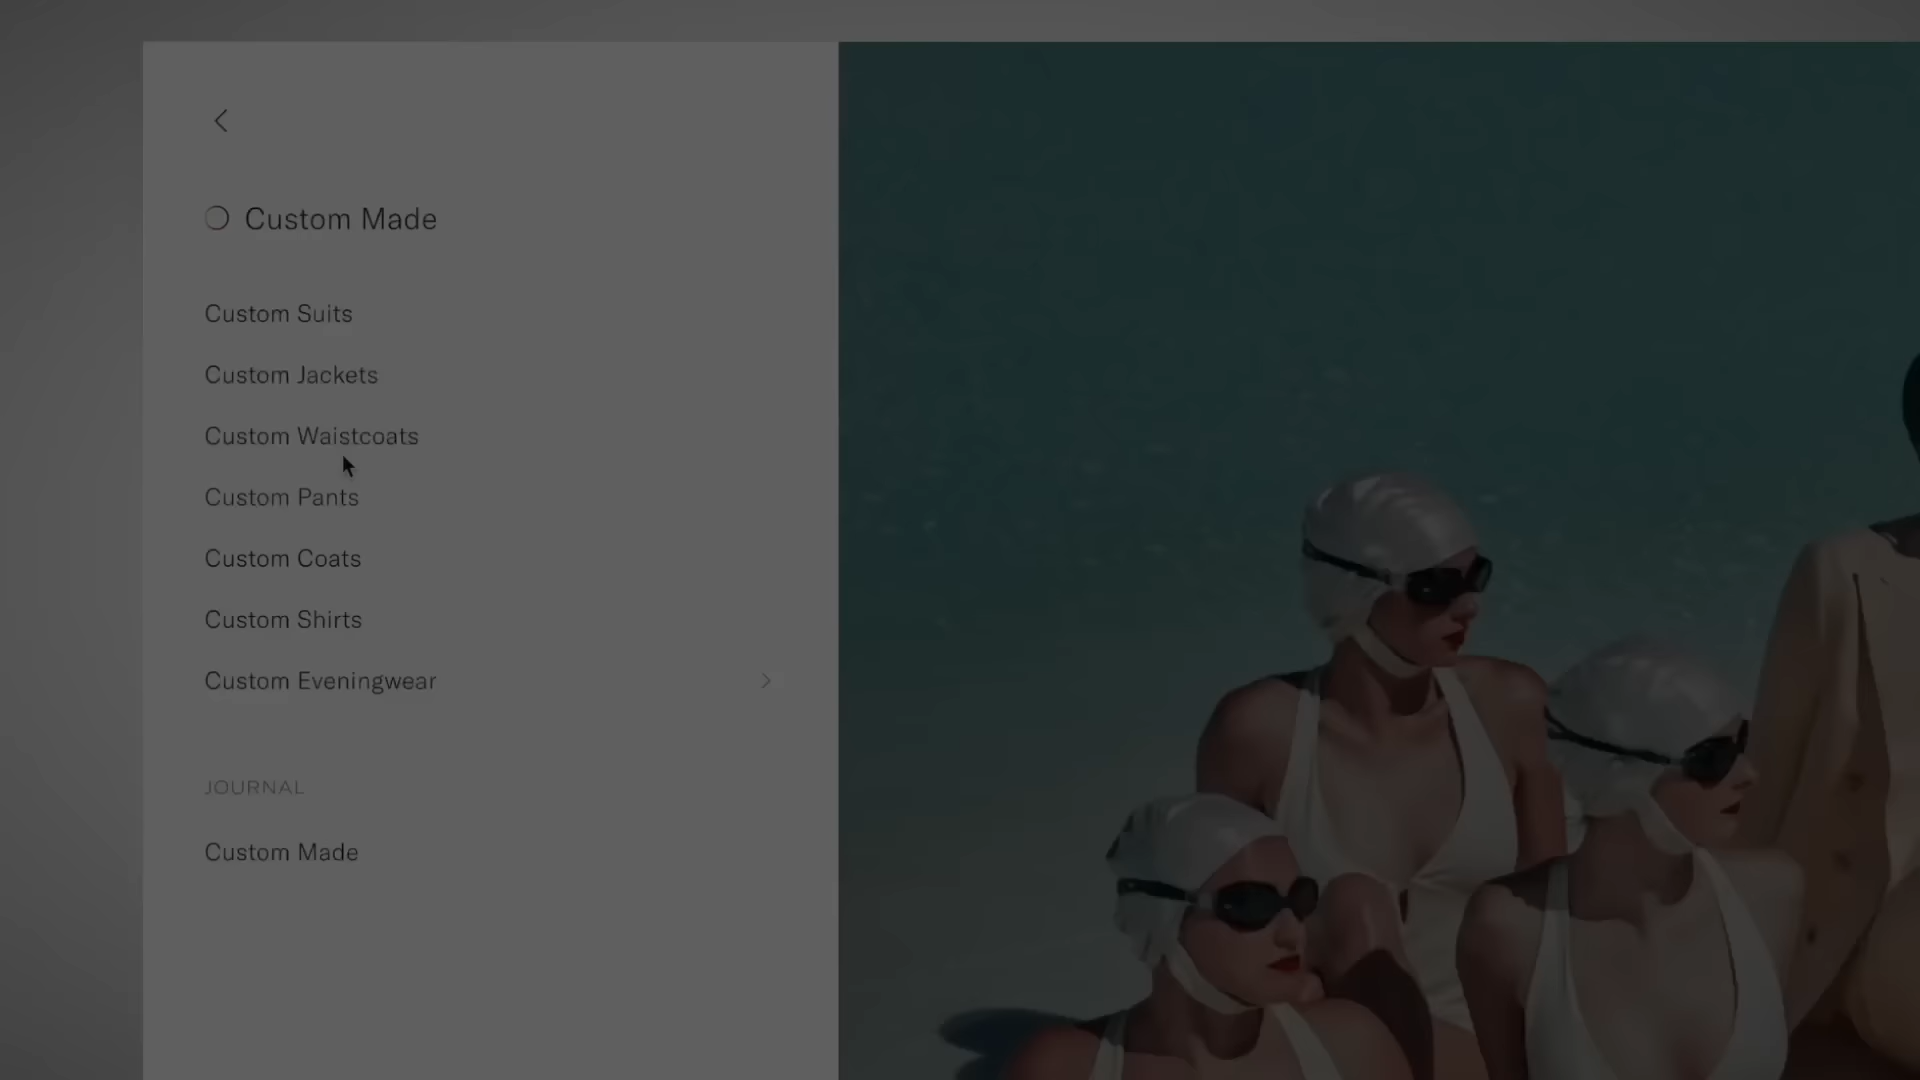 Custom Made
Custom Suits
Custom Jackets
Custom Waistcoats
Custom Pants
Custom Coats
Custom Shirts
Custom Eveningwear
JOURNAL
Custom Made